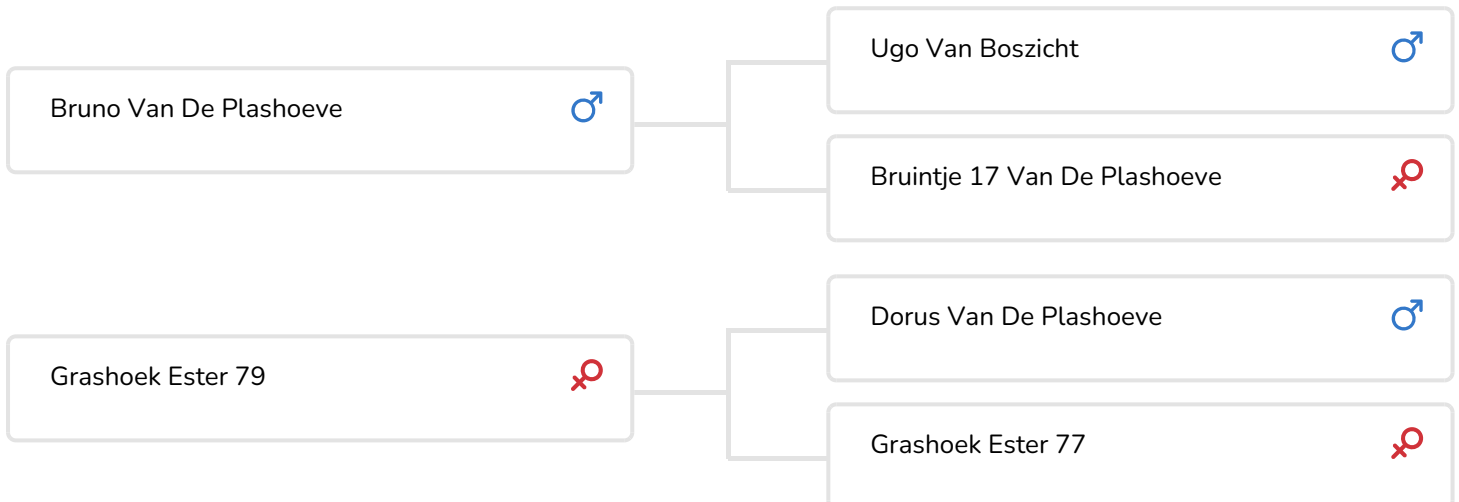 Ugo Van Boszicht
Bruno Van De Plashoeve
Bruintje 17 Van De Plashoeve
Dorus Van De Plashoeve
Grashoek Ester 79
Grashoek Ester 77